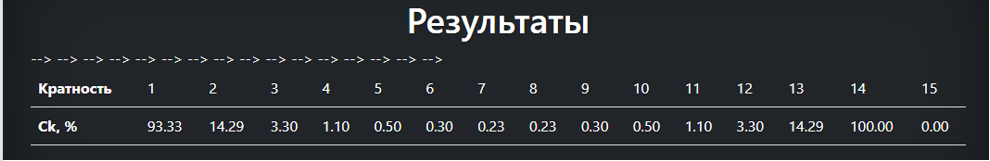 Результаты
--> --> --> --> --> --> --> --> --> --> --> --> --> --> --> -->
Кратность 1 2 3 4 5 6 7 8 9 10 11 12 13 14 15
Ck, % 93.33 14.29 3.30 1.10 0.50 0.30 0.23 0.23 0.30 0.50 1.10 3.30 14.29 100.00 0.00